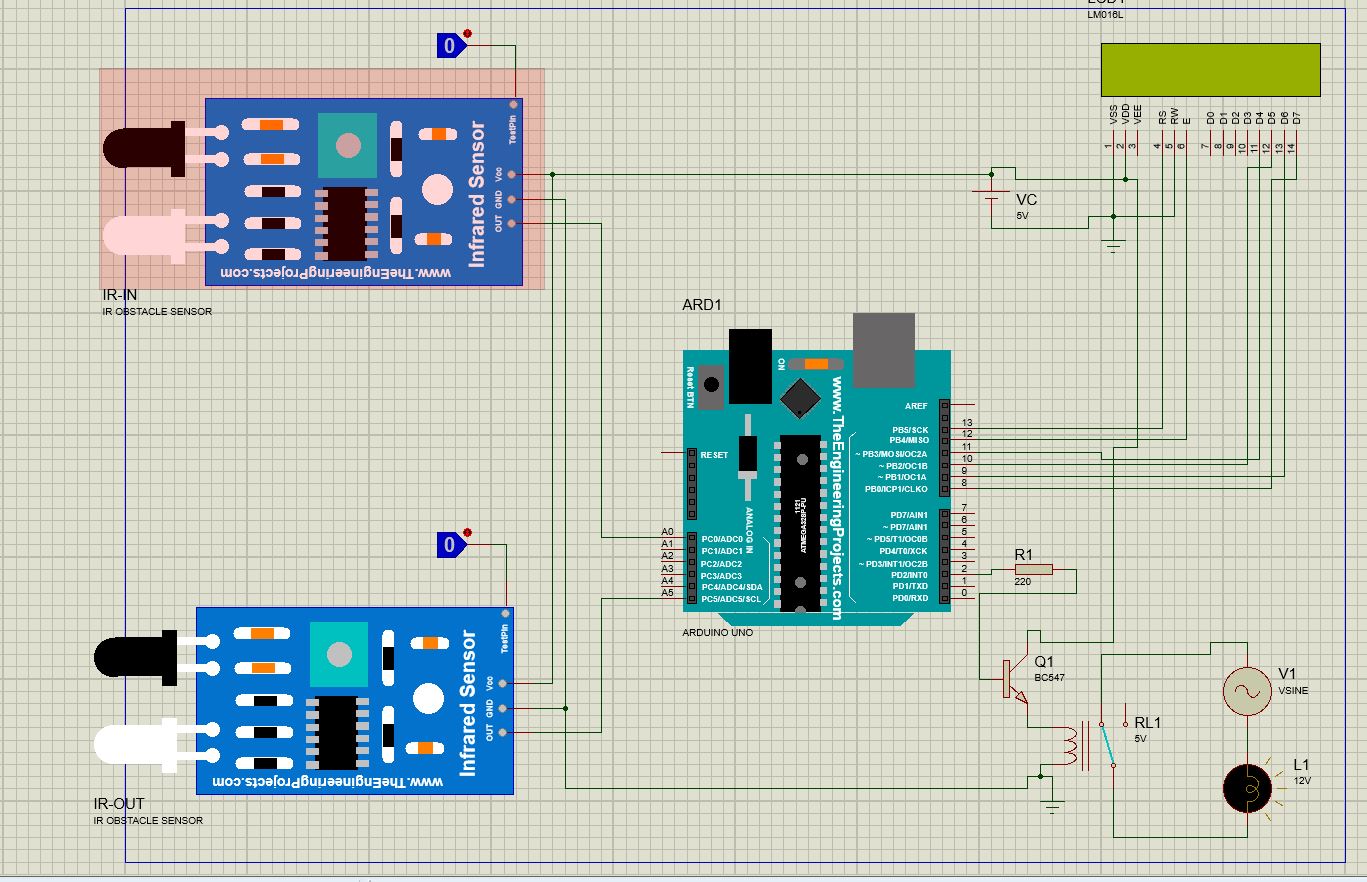 LM016L
0
TestPin
Vcc
GND
OUT
Infrared Sensor
www.TheEngineeringProjects.com
IR-IN
IR OBSTACLE SENSOR
VSS
VDD
VEE
RS
RW
E
D0
D1
D2
D3
D4
D5
D6
D7
1
2
3
4
5
6
7
8
9
10
11
12
13
14
VC
5V
ARD1
Reset BTN
ON
www.TheEngineeringProjects.com
AREF
PB5/SCK 13
PB4/MISO 12
~ PB3/MOSI/OC2A 11
~ PB2/OC1B 10
~ PB1/OC1A 9
PB0/ICP1/CLKO 8
RESET
1121
ATMEGA328P-PU
ANALOG IN
PD7/AIN1 7
~ PD7/AIN1 6
~ PD5/T1/OC0B 5
PD4/T0/XCK 4
~ PD3/INT1/OC2B 3
PD2/INT0 2
PD1/TXD 1
PD0/RXD 0
A0 PC0/ADC0
A1 PC1/ADC1
A2 PC2/ADC2
A3 PC3/ADC3
A4 PC4/ADC4/SDA
A5 PC5/ADC5/SCL
ARDUINO UNO
R1
220
0
TestPin
Vcc
GND
OUT
Infrared Sensor
www.TheEngineeringProjects.com
IR-OUT
IR OBSTACLE SENSOR
Q1
BC547
RL1
5V
V1
VSINE
L1
12V